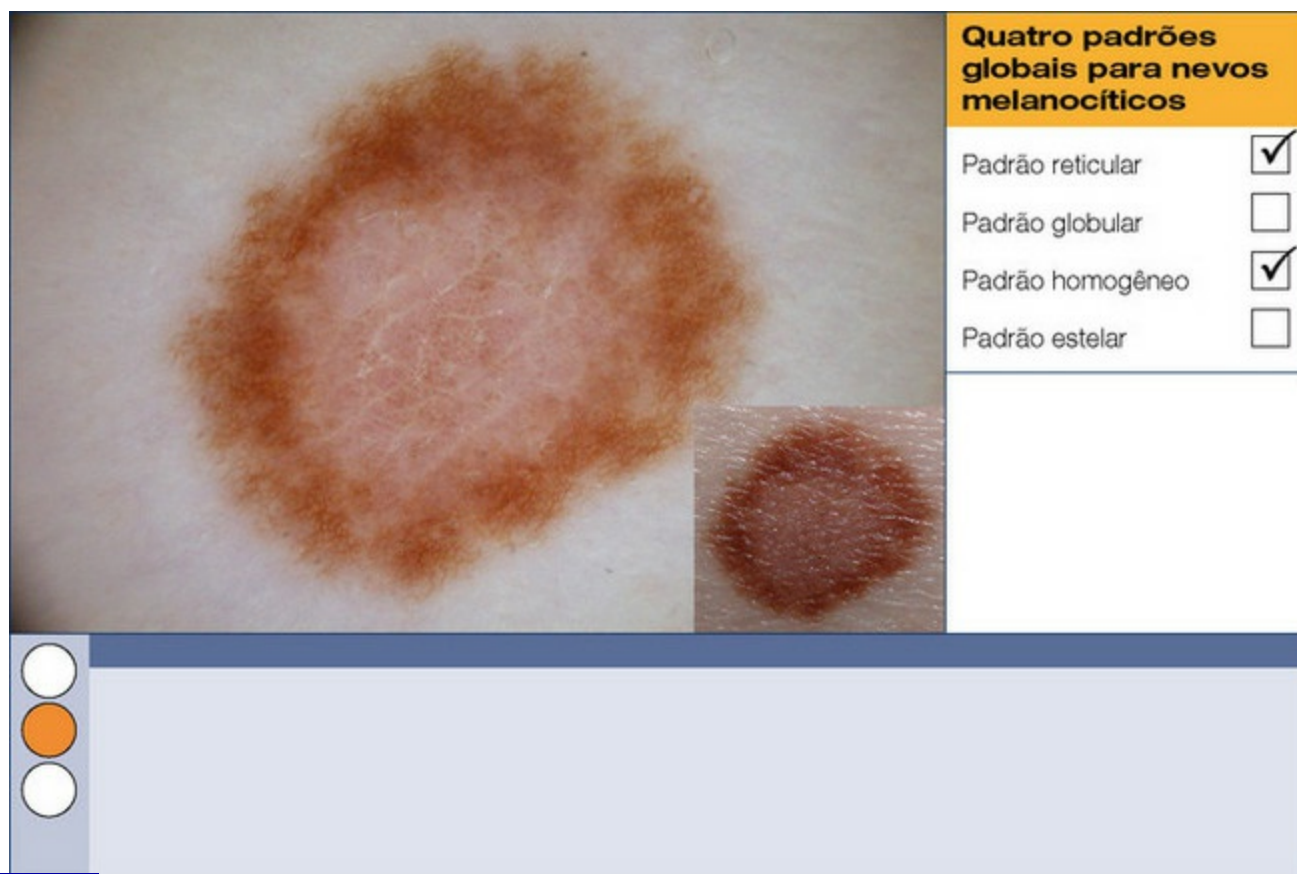 Quatro padrões
globais para nevos
melanocíticos
Padrão reticular
Padrão globular
Padrão homogêneo
Padrão estelar